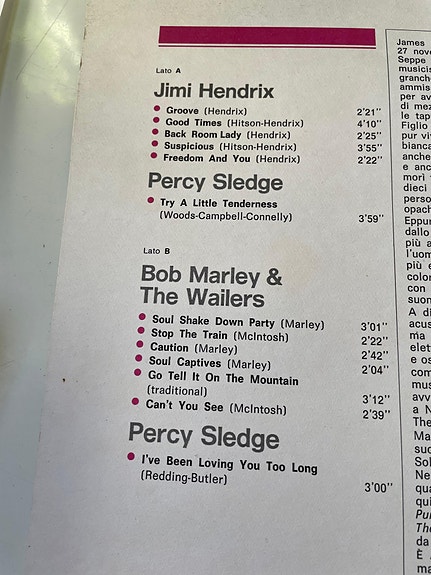 Lato A
Jimi Hendrix
Groove (Hendrix) 2'21"
Good Times (Hitson-Hendrix) 4'10"
Back Room Lady (Hendrix) 2'25"
Suspicious (Hitson-Hendrix) 3'55"
Freedom And You (Hendrix) 2'22"
Percy Sledge
Try A Little Tenderness
(Woods-Campbell-Connelly) 3'59"
Lato B
Bob Marley &
The Wailers
Soul Shake Down Party (Marley) 3'01"
Stop The Train (McIntosh) 2'22"
Caution (Marley) 2'42"
Soul Captives (Marley) 2'04"
Go Tell It On The Mountain
(traditional) 3'12"
Can't You See (McIntosh) 2'39"
Percy Sledge
I've Been Loving You Too Long
(Redding-Butler) 3'00"
James
27 nove
Seppe
musicis
ammis
per av
di mez
le tap
Figlio
pur vi
bianca
anche
e anc
morì
dieci
perso
opach
Eppur
dallo
più a
l'uom
più e
color
con
suon
A di
acus
elet
e os
com
mus
avv
a N
The
Ma
suc
Sol
Ne
qua
qui
Pur
The
da
È
ma